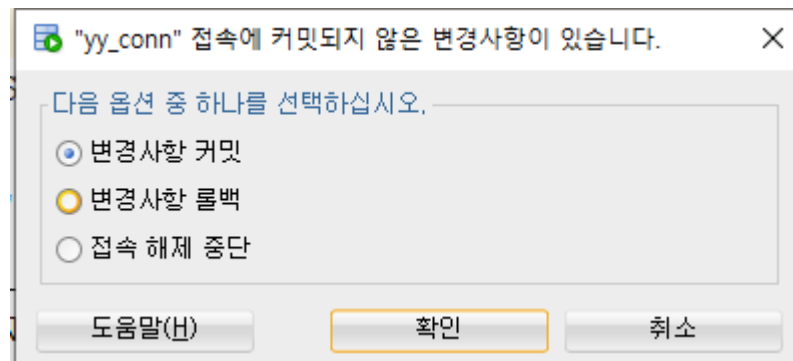 "yy_conn" 접속에 커밋되지 않은 변경사항이 있습니다.
다음 옵션 중 하나를 선택하십시오.
변경사항 커밋
변경사항 롤백
접속 해제 중단
도움말(H)
확인
취소